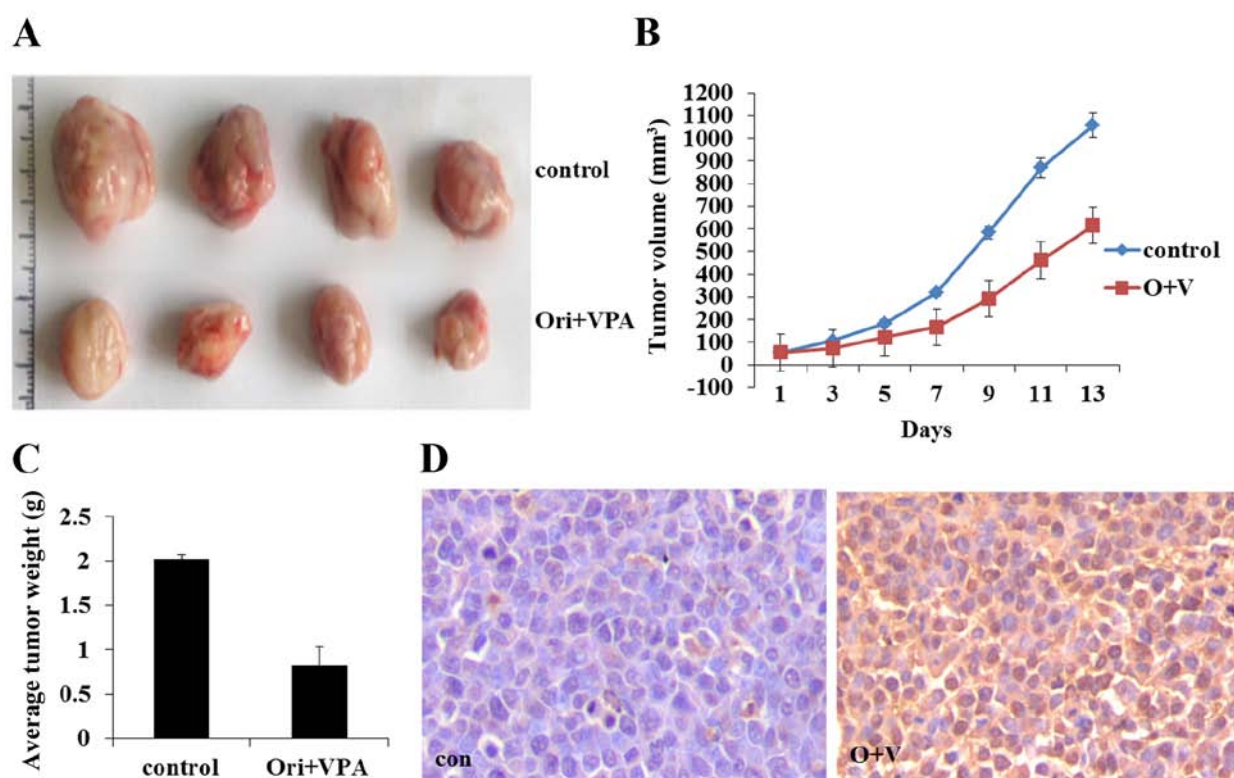 A
control
Ori+VPA
B
Tumor volume (mm³)
1200
1100
1000
900
800
700
600
500
400
300
200
100
0
-100
1 3 5 7 9 11 13
Days
control
O+V
C
Average tumor weight (g)
2.5
2
1.5
1
0.5
0
control Ori+VPA
D
con
O+V